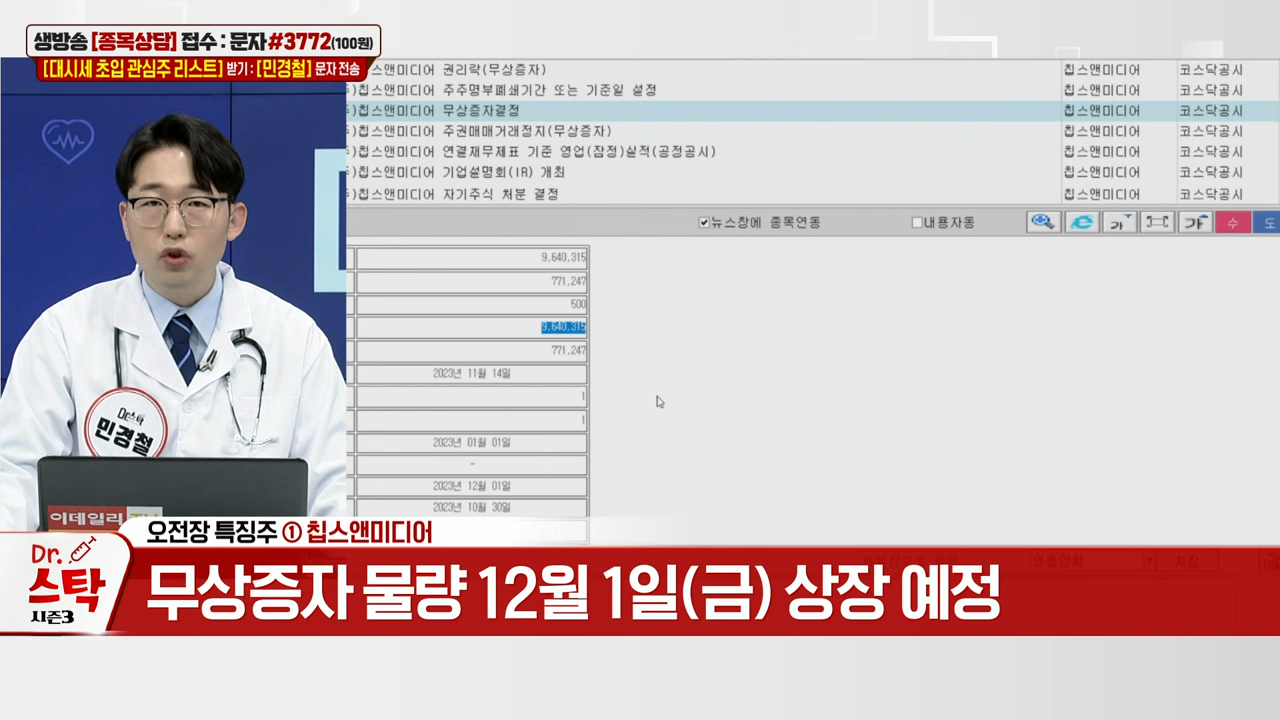 생방송 [종목상담] 접수 : 문자#3772(100원)
[대시세 초입 관심주 리스트] 받기 : [민경철] 문자 전송
)칩스앤미디어 권리락(무상증자) 칩스앤미디어 코스닥공시
)칩스앤미디어 주주명부폐쇄기간 또는 기준일 설정 칩스앤미디어 코스닥공시
)칩스앤미디어 무상증자결정 칩스앤미디어 코스닥공시
)칩스앤미디어 주권매매거래정지(무상증자) 칩스앤미디어 코스닥공시
)칩스앤미디어 연결재무제표 기준 영업(잠정)실적(공정공시) 칩스앤미디어 코스닥공시
)칩스앤미디어 기업설명회(IR) 개최 칩스앤미디어 코스닥공시
)칩스앤미디어 자기주식 처분 결정 칩스앤미디어 코스닥공시
뉴스창에 종목연동 내용자동 가 가 수 도
9,640,315
771,247
500
9,640,315
771,247
2023년 11월 14일
1
1
2023년 01월 01일
-
2023년 12월 01일
2023년 10월 30일
Dr.스탁
민경철
이데일리 TV
오전장 특징주 ① 칩스앤미디어
Dr.
스탁
시즌3
무상증자 물량 12월 1일(금) 상장 예정